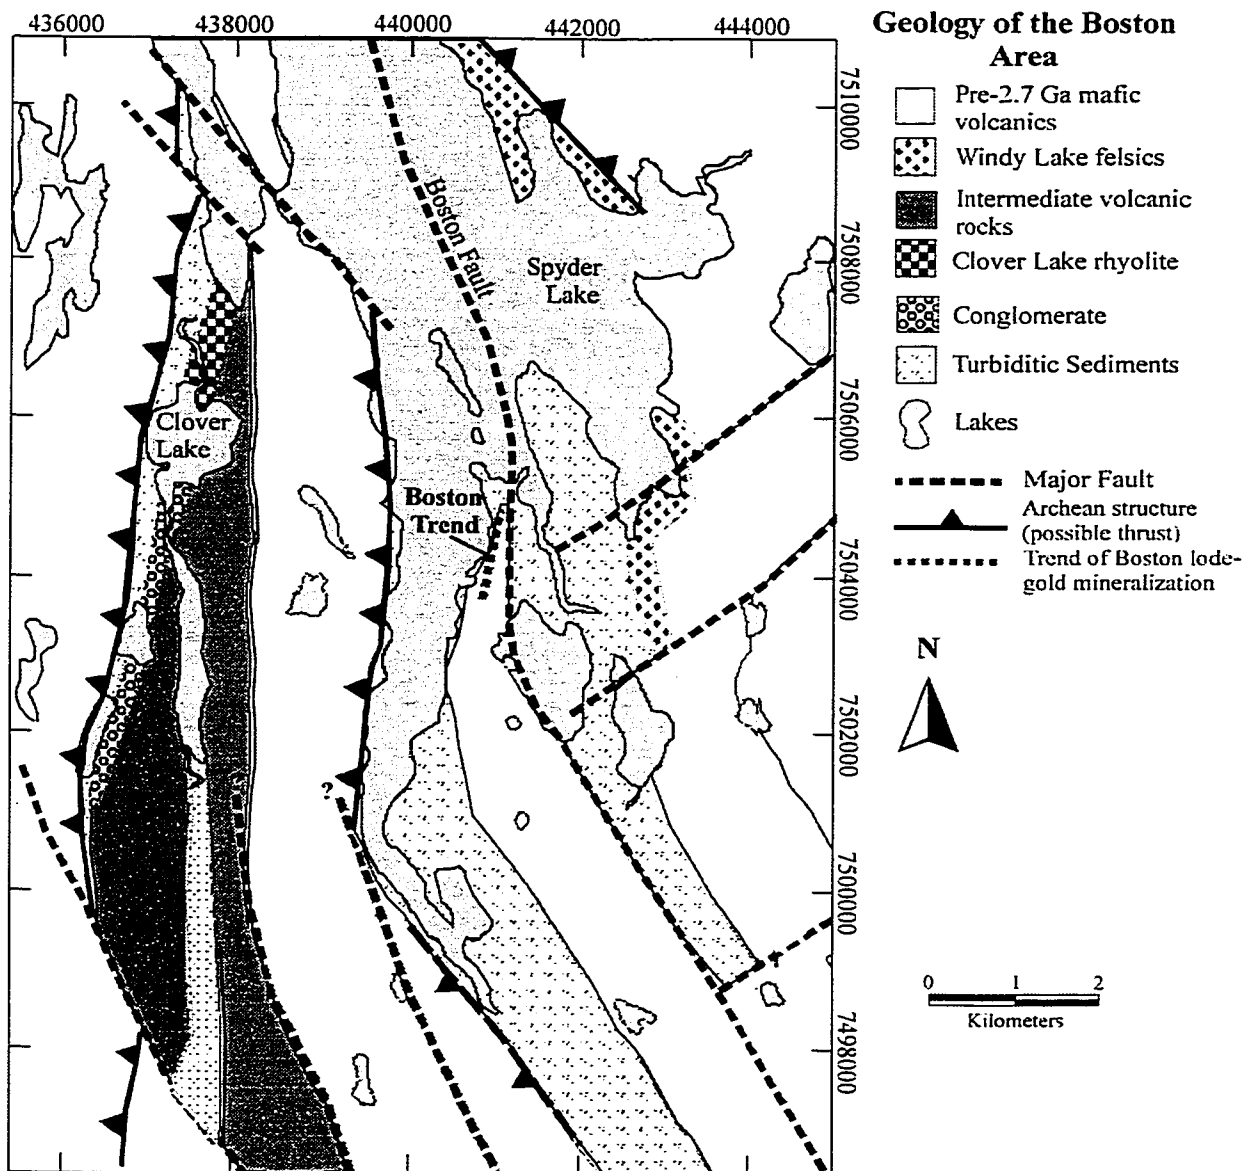 436000 438000 440000 442000 444000
Geology of the Boston
Area
Pre-2.7 Ga mafic
volcanics
Windy Lake felsics
Intermediate volcanic
rocks
Clover Lake rhyolite
Conglomerate
Turbiditic Sediments
Lakes
Major Fault
Archean structure
(possible thrust)
Trend of Boston lode-
gold mineralization
N
0 1 2
Kilometers
7510000
7508000
7506000
7504000
7502000
7500000
7498000
Boston Fault
Spyder
Lake
Clover
Lake
Boston
Trend
?